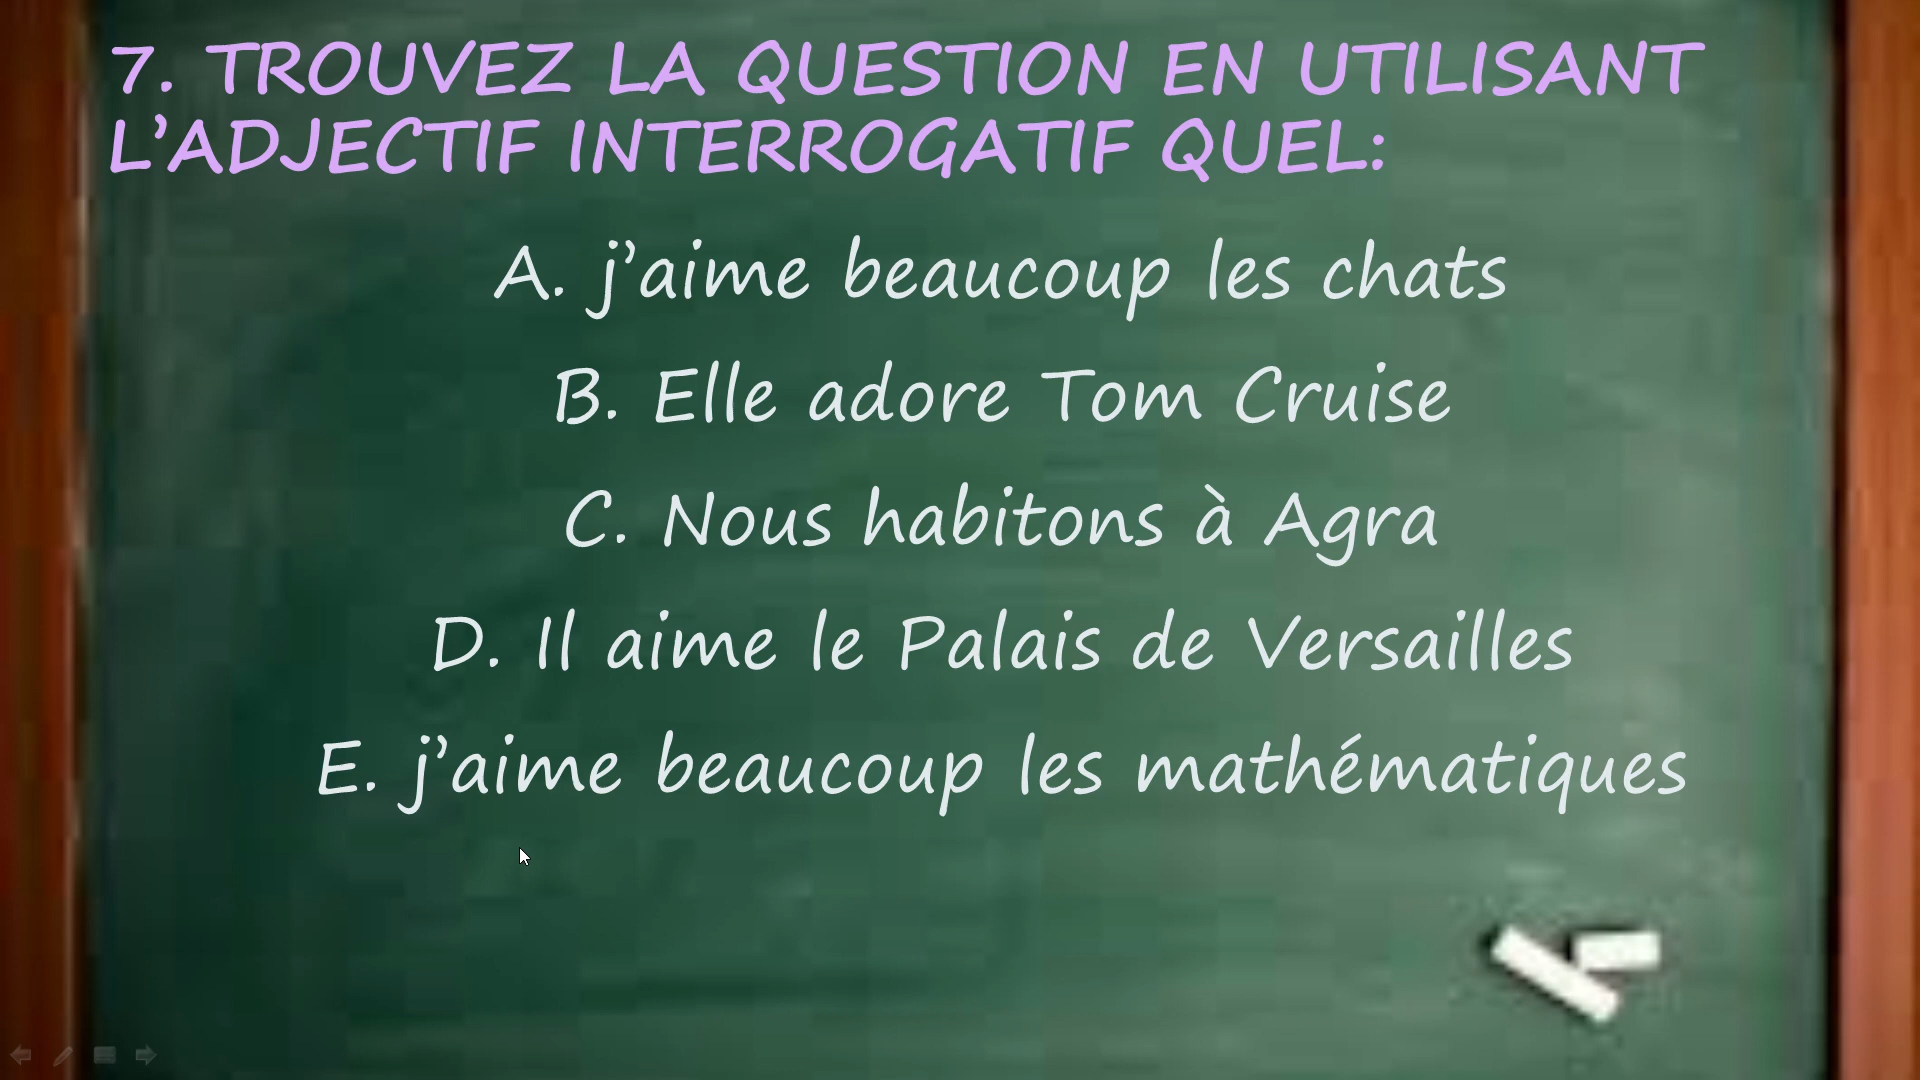 7. TROUVEZ LA QUESTION EN UTILISANT
L’ADJECTIF INTERROGATIF QUEL:
A. j’aime beaucoup les chats
B. Elle adore Tom Cruise
C. Nous habitons à Agra
D. Il aime le Palais de Versailles
E. j’aime beaucoup les mathématiques